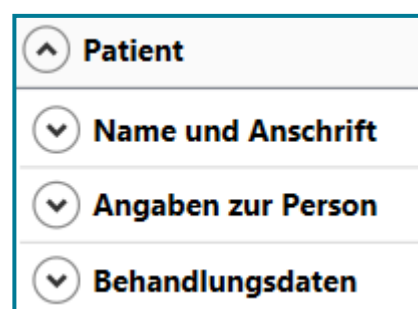 Patient
Name und Anschrift
Angaben zur Person
Behandlungsdaten